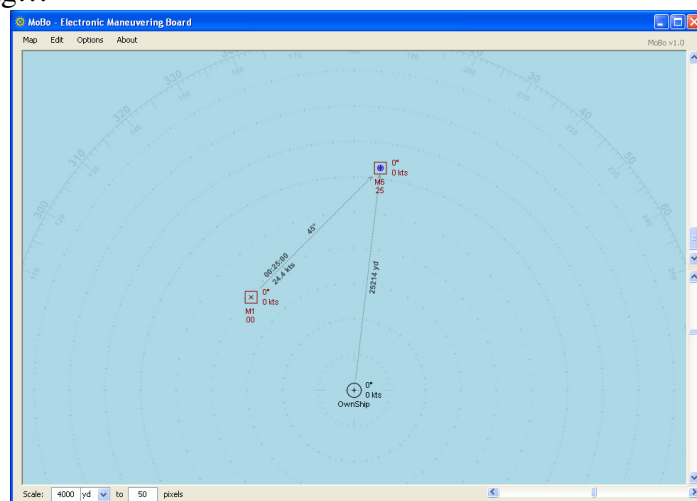 g...
MoBo - Electronic Maneuvering Board
Map Edit Options About
MoBo v1.0
330
320
310
300
40
50
60
0°
0 kts
M6
25
45°
00:25:00
24.4 kts
25214 yd
0°
0 kts
M1
00
0°
0 kts
OwnShip
Scale: 4000 yd to 50 pixels